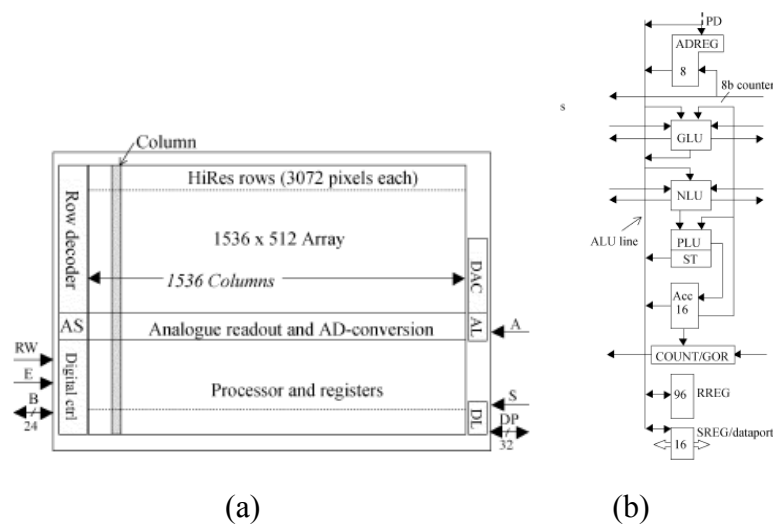 Column
HiRes rows (3072 pixels each)
Row decoder
1536 x 512 Array
1536 Columns
DAC
AS
Analogue readout and AD-conversion
AL
A
RW
E
B
24
Digital ctrl
Processor and registers
S
DL
DP
32
(a)
PD
ADREG
8
8b counter
s
GLU
NLU
ALU line
PLU
ST
Acc
16
COUNT/GOR
96
RREG
SREG/dataport
16
(b)